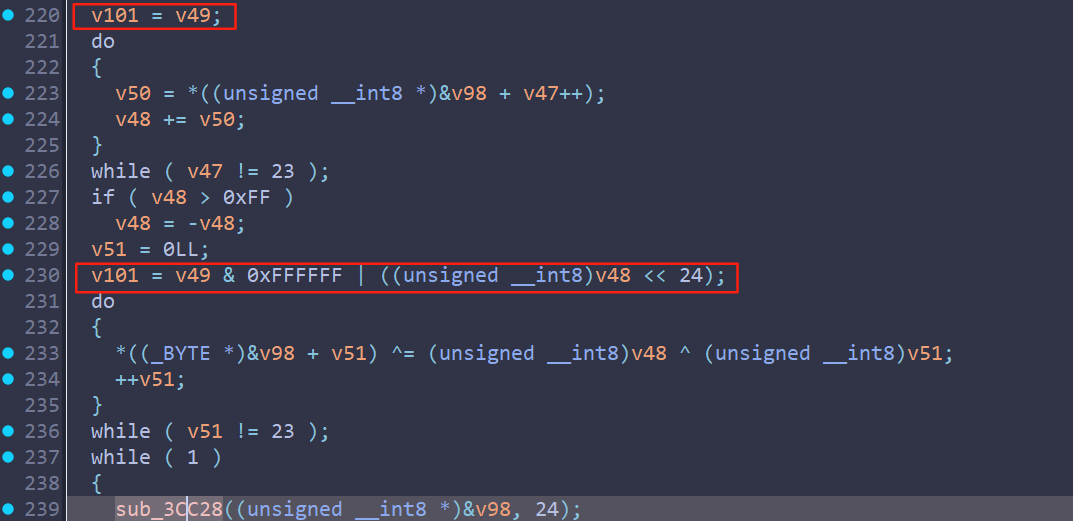 220 v101 = v49;
221 do
222 {
223 v50 = *((unsigned __int8 *)&v98 + v47++);
224 v48 += v50;
225 }
226 while ( v47 != 23 );
227 if ( v48 > 0xFF )
228 v48 = -v48;
229 v51 = 0LL;
230 v101 = v49 & 0xFFFFFF | ((unsigned __int8)v48 << 24);
231 do
232 {
233 *((_BYTE *)&v98 + v51) ^= (unsigned __int8)v48 ^ (unsigned __int8)v51;
234 ++v51;
235 }
236 while ( v51 != 23 );
237 while ( 1 )
238 {
239 sub_3CC28((unsigned __int8 *)&v98, 24);